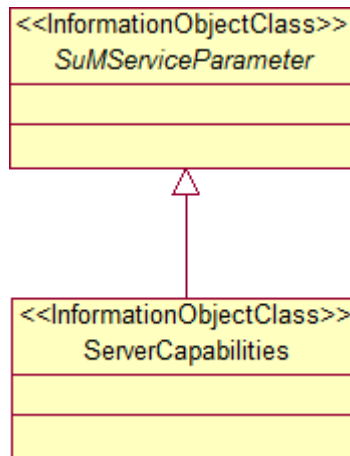 <<InformationObjectClass>>
SuMServiceParameter
<<InformationObjectClass>>
ServerCapabilities